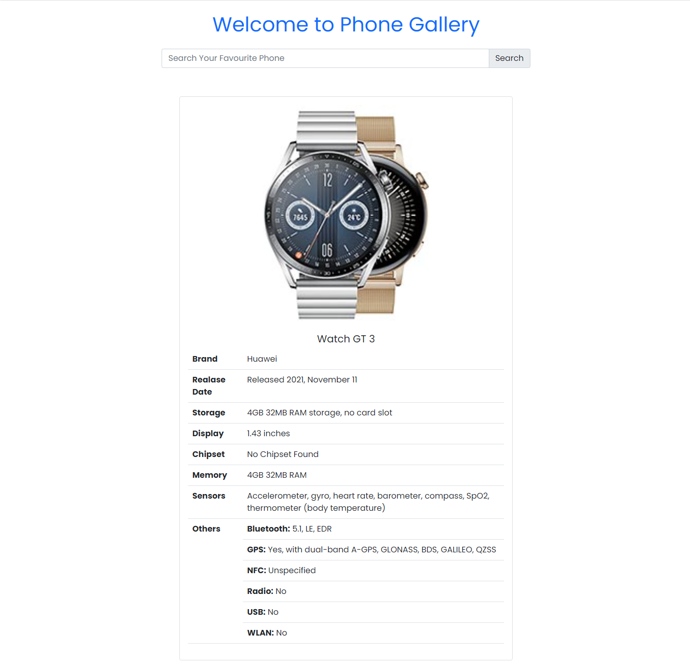 Welcome to Phone Gallery
Search Your Favourite Phone Search
12
7645 24°C
06
Watch GT 3
Brand Huawei
Realase Released 2021, November 11
Date
Storage 4GB 32MB RAM storage, no card slot
Display 1.43 inches
Chipset No Chipset Found
Memory 4GB 32MB RAM
Sensors Accelerometer, gyro, heart rate, barometer, compass, SpO2,
thermometer (body temperature)
Others Bluetooth: 5.1, LE, EDR
GPS: Yes, with dual-band A-GPS, GLONASS, BDS, GALILEO, QZSS
NFC: Unspecified
Radio: No
USB: No
WLAN: No